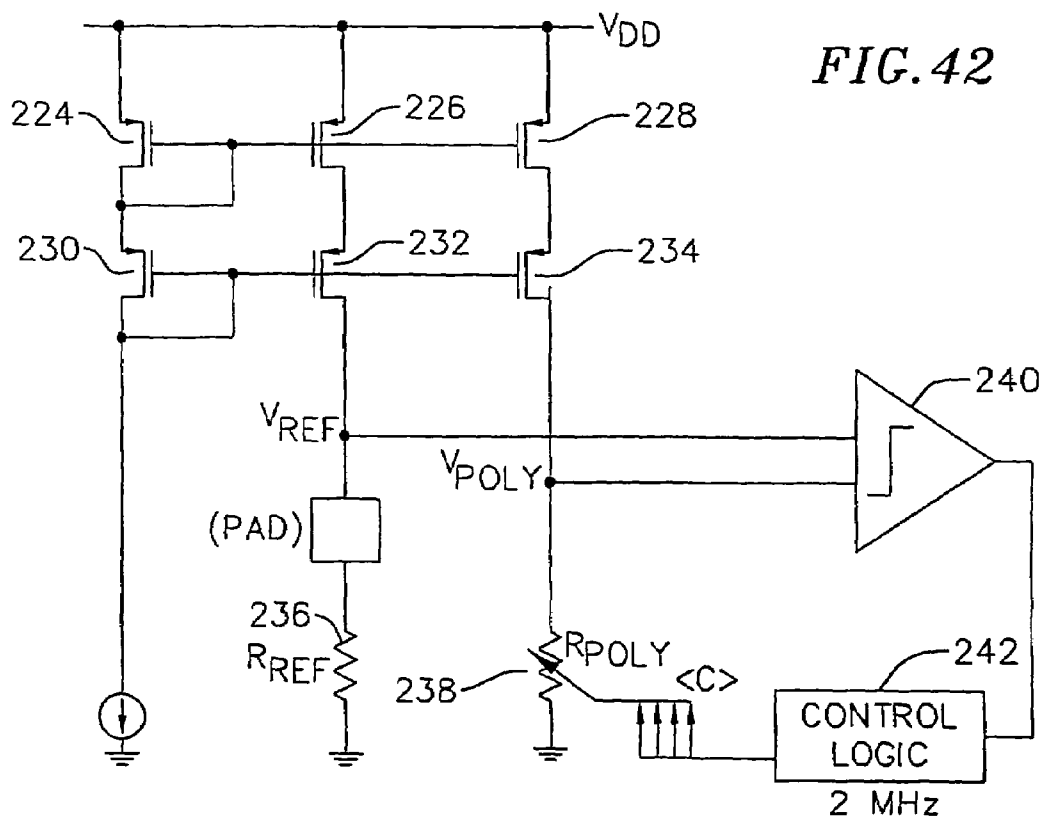 VDD
FIG. 42
224
226
228
230
232
234
VREF
VPOLY
240
(PAD)
236
RREF
RPOLY
238
<C>
242
CONTROL
LOGIC
2 MHz